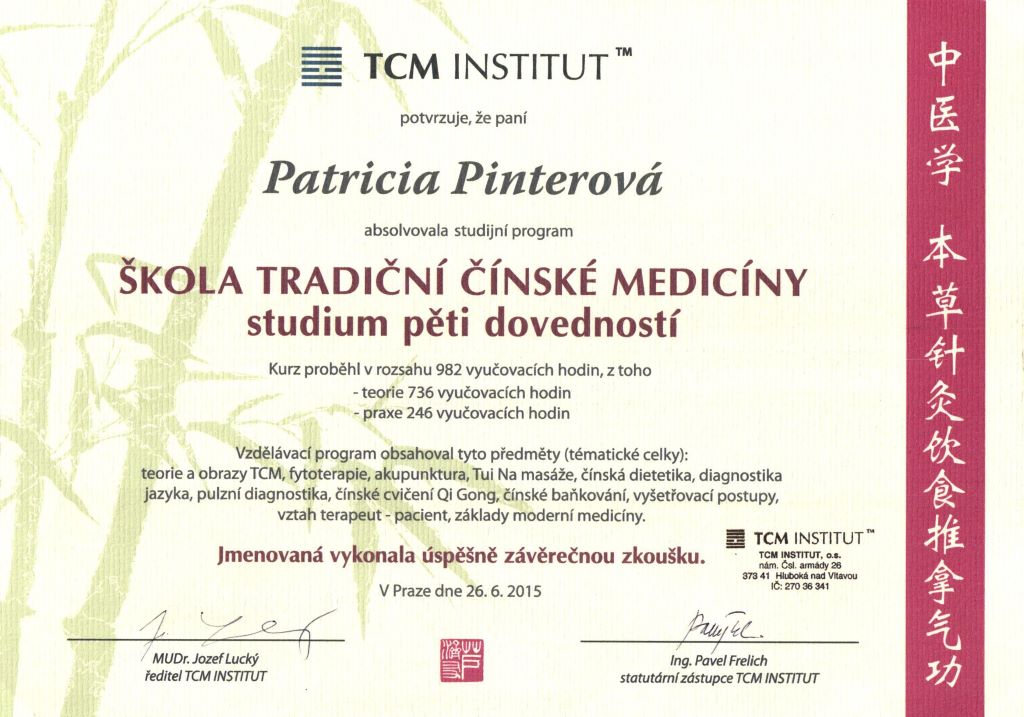 TCM INSTITUT™
potvrzuje, že paní
Patricia Pinterová
absolvovala studijní program
ŠKOLA TRADIČNÍ ČÍNSKÉ MEDICÍNY
studium pěti dovedností
Kurz proběhl v rozsahu 982 vyučovacích hodin, z toho
- teorie 736 vyučovacích hodin
- praxe 246 vyučovacích hodin
Vzdělávací program obsahoval tyto předměty (tématické celky):
teorie a obrazy TCM, fytoterapie, akupunktura, Tui Na masáže, čínská dietetika, diagnostika
jazyka, pulzní diagnostika, čínské cvičení Qi Gong, čínské baňkování, vyšetřovací postupy,
vztah terapeut - pacient, základy moderní medicíny.
Jmenovaná vykonala úspěšně závěrečnou zkoušku.
V Praze dne 26. 6. 2015
TCM INSTITUT™
TCM INSTITUT, o.s.
nám. Čsl. armády 26
373 41 Hluboká nad Vltavou
IČ: 270 36 341
MUDr. Jozef Lucký
ředitel TCM INSTITUT
Ing. Pavel Frelich
statutární zástupce TCM INSTITUT
中医学 本草针灸饮食推拿气功